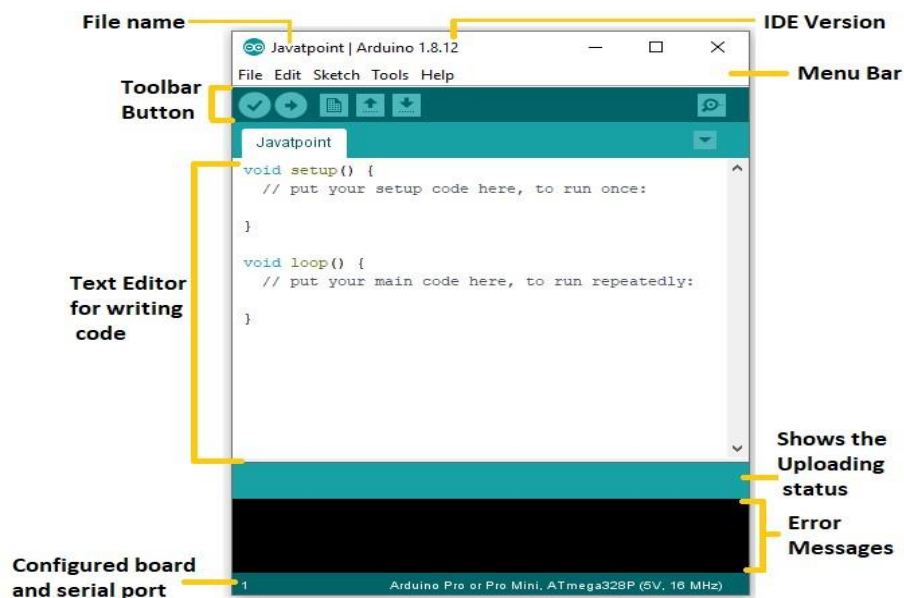 File name
IDE Version
Javatpoint | Arduino 1.8.12
File Edit Sketch Tools Help
Menu Bar
Toolbar
Button
Javatpoint
void setup() {
// put your setup code here, to run once:
}
void loop() {
// put your main code here, to run repeatedly:
}
Text Editor
for writing
code
Shows the
Uploading
status
Error
Messages
Configured board
and serial port
1
Arduino Pro or Pro Mini, ATmega328P (5V, 16 MHz)